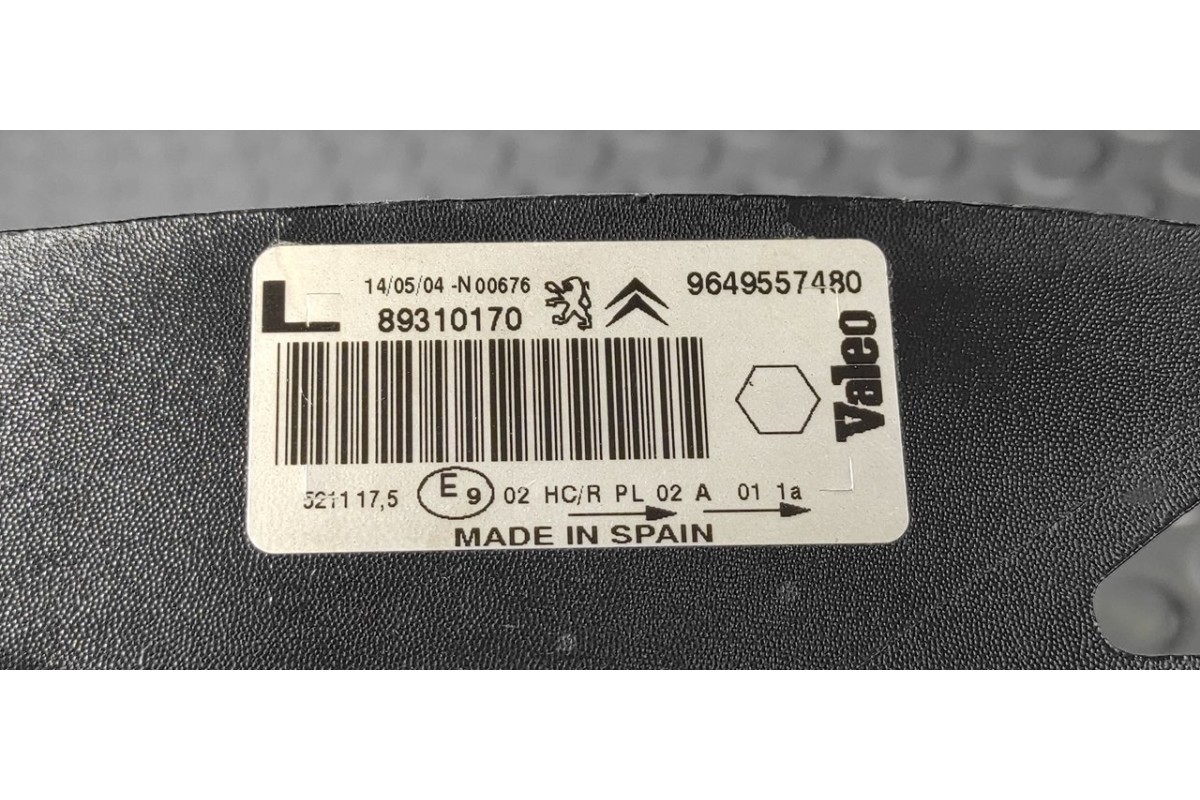 L
14/05/04 -N 00676
89310170
9649557480
Valeo
5211 17,5 E9 02 HC/R PL 02 A 01 1a
MADE IN SPAIN